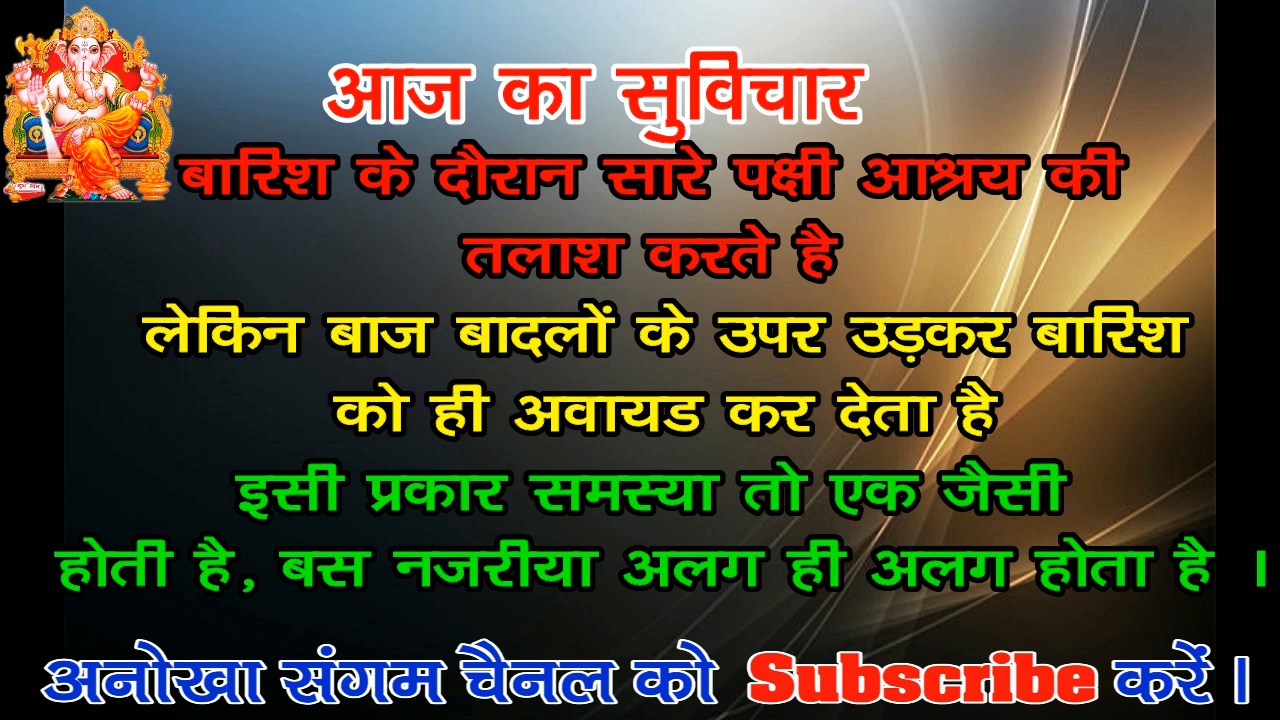 आज का सुविचार
बारिश के दौरान सारे पक्षी आश्रय की
तलाश करते है
लेकिन बाज बादलों के उपर उड़कर बारिश
को ही अवायड कर देता है
इसी प्रकार समस्या तो एक जैसी
होती है, बस नजरीया अलग ही अलग होता है ।
अनोखा संगम चैनल को Subscribe करें ।